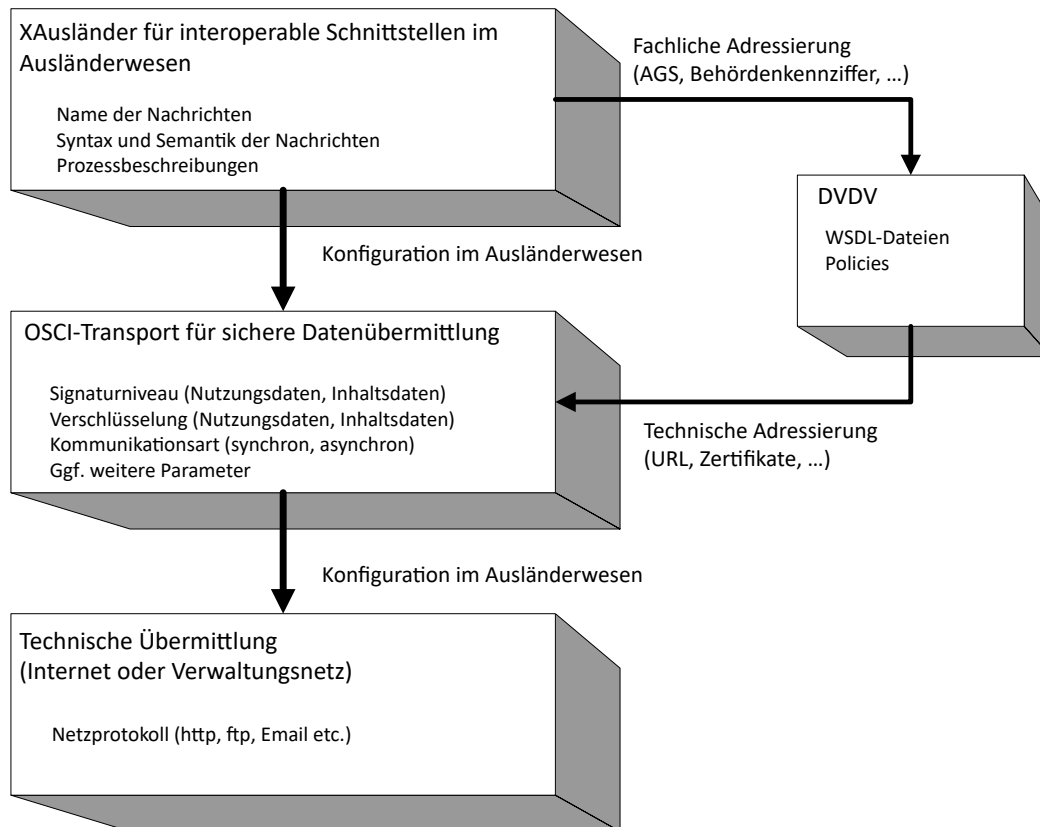 XAusländer für interoperable Schnittstellen im
Ausländerwesen
Name der Nachrichten
Syntax und Semantik der Nachrichten
Prozessbeschreibungen
Fachliche Adressierung
(AGS, Behördenkennziffer, ...)
DVDV
WSDL-Dateien
Policies
Konfiguration im Ausländerwesen
OSCI-Transport für sichere Datenübermittlung
Signaturniveau (Nutzungsdaten, Inhaltsdaten)
Verschlüsselung (Nutzungsdaten, Inhaltsdaten)
Kommunikationsart (synchron, asynchron)
Ggf. weitere Parameter
Technische Adressierung
(URL, Zertifikate, ...)
Konfiguration im Ausländerwesen
Technische Übermittlung
(Internet oder Verwaltungsnetz)
Netzprotokoll (http, ftp, Email etc.)